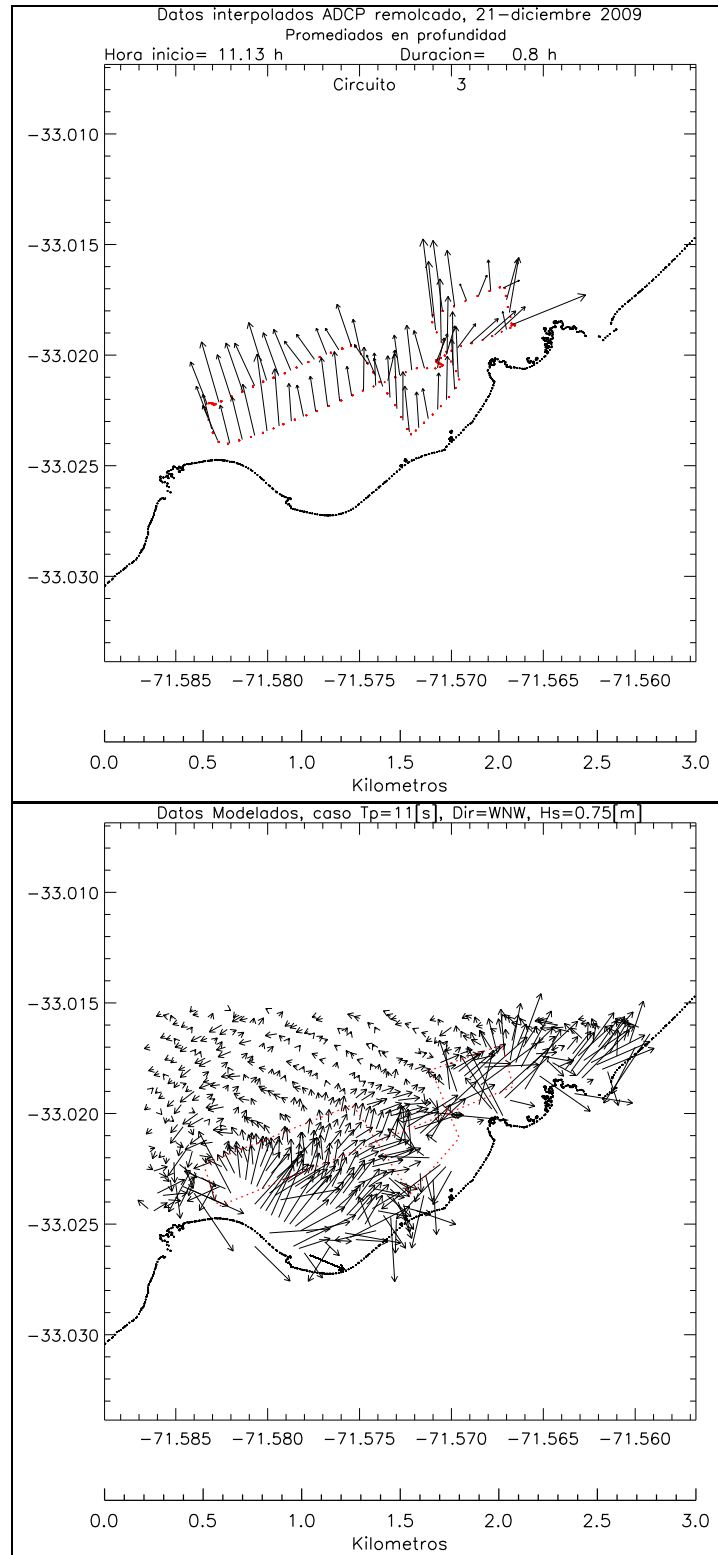 Datos interpolados ADCP remolcado, 21-diciembre 2009
Promediados en profundidad
Hora inicio= 11.13 h Duracion= 0.8 h
Circuito 3
-33.010
-33.015
-33.020
-33.025
-33.030
-71.585 -71.580 -71.575 -71.570 -71.565 -71.560
0.0 0.5 1.0 1.5 2.0 2.5 3.0
Kilometros
Datos Modelados, caso Tp=11[s], Dir=WNW, Hs=0.75[m]
-33.010
-33.015
-33.020
-33.025
-33.030
-71.585 -71.580 -71.575 -71.570 -71.565 -71.560
0.0 0.5 1.0 1.5 2.0 2.5 3.0
Kilometros